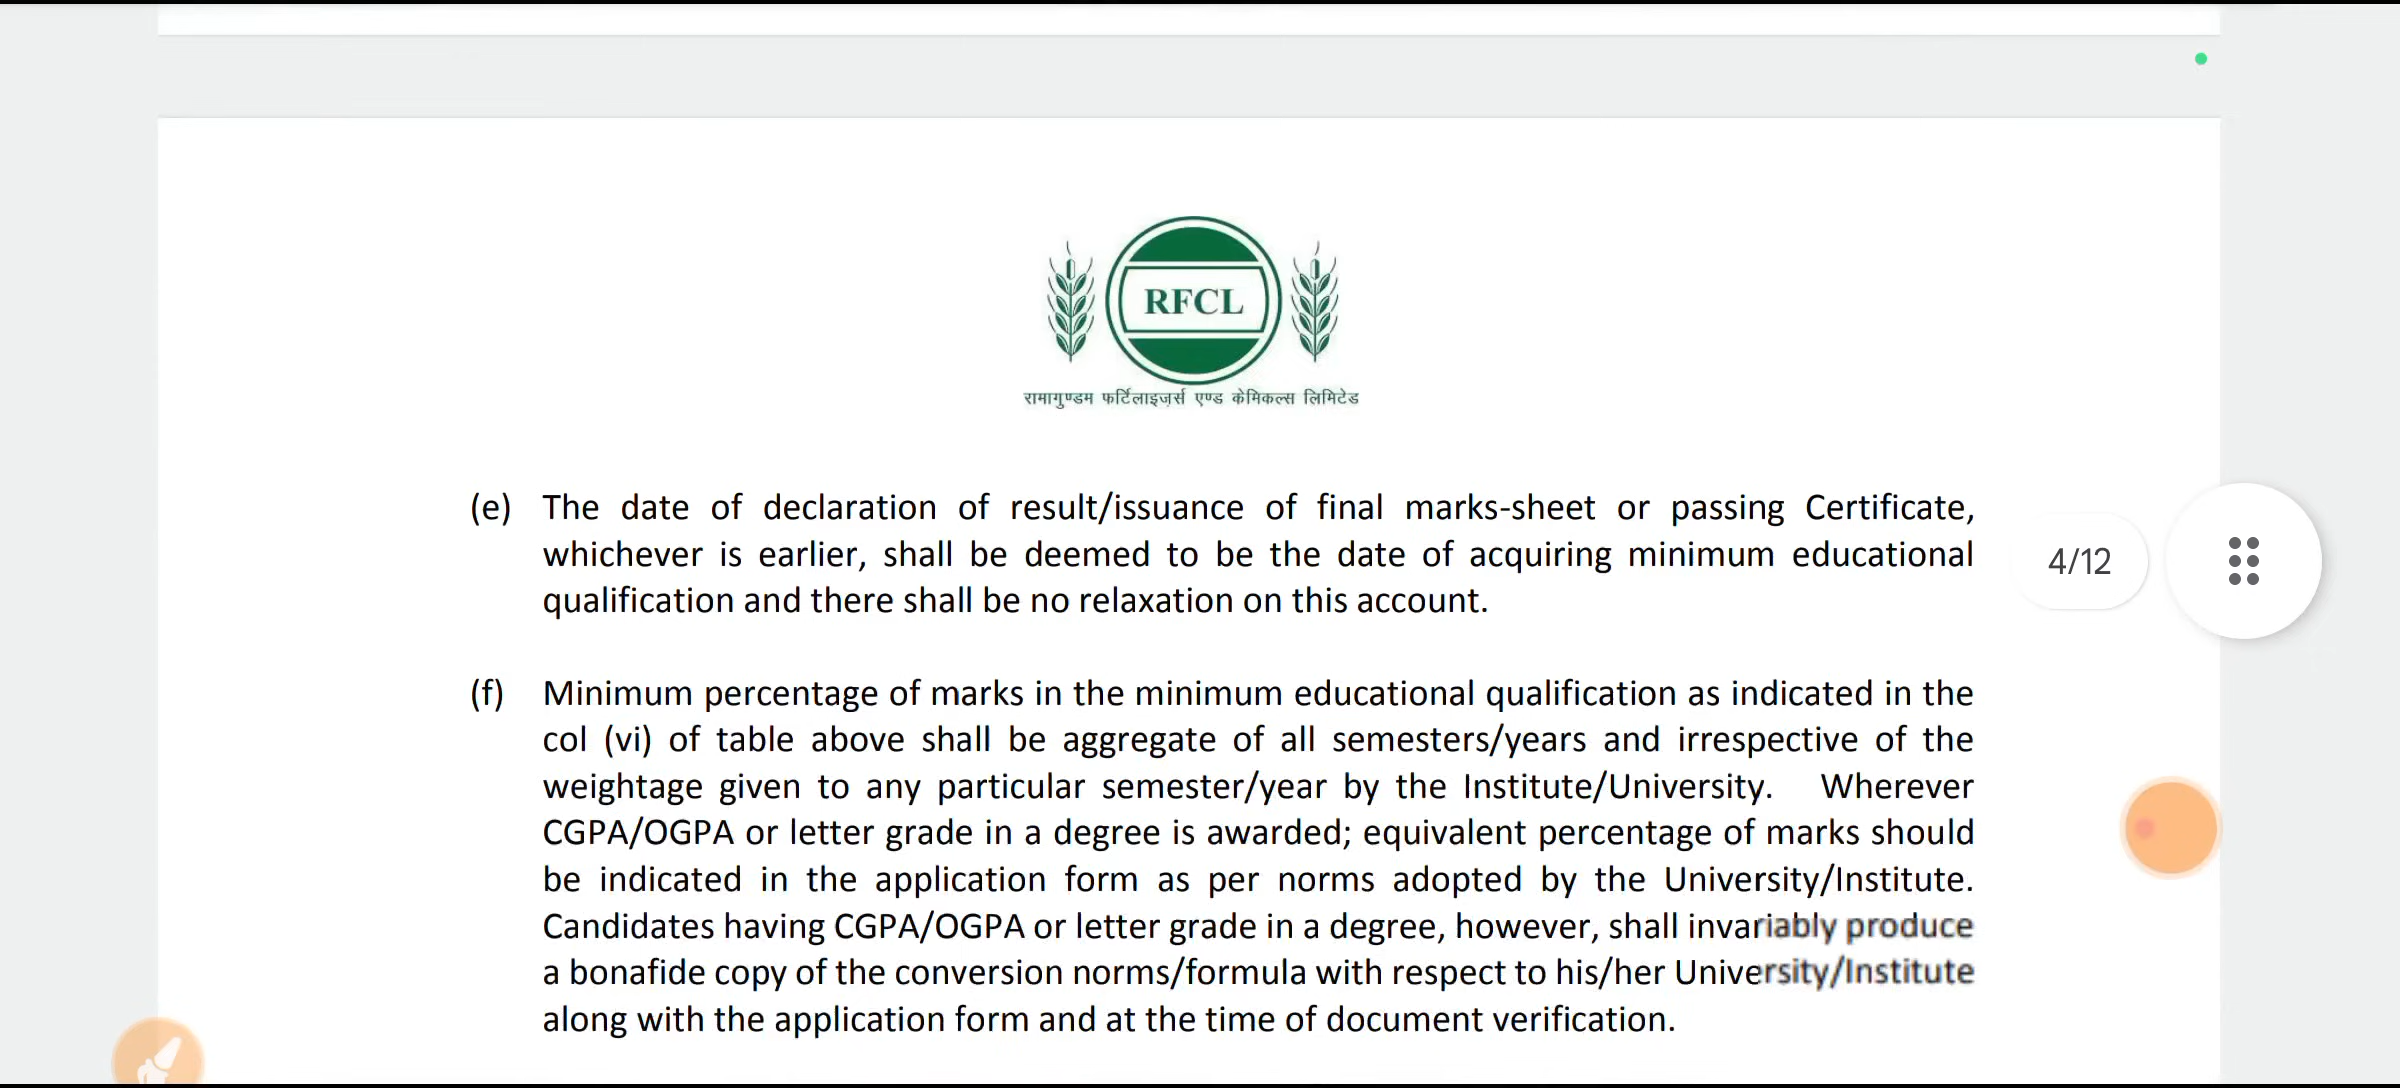 RFCL
रामागुण्डम फर्टिलाइज़र्स एण्ड केमिकल्स लिमिटेड
(e) The date of declaration of result/issuance of final marks-sheet or passing Certificate,
whichever is earlier, shall be deemed to be the date of acquiring minimum educational
qualification and there shall be no relaxation on this account.
4/12
(f) Minimum percentage of marks in the minimum educational qualification as indicated in the
col (vi) of table above shall be aggregate of all semesters/years and irrespective of the
weightage given to any particular semester/year by the Institute/University. Wherever
CGPA/OGPA or letter grade in a degree is awarded; equivalent percentage of marks should
be indicated in the application form as per norms adopted by the University/Institute.
Candidates having CGPA/OGPA or letter grade in a degree, however, shall invariably produce
a bonafide copy of the conversion norms/formula with respect to his/her University/Institute
along with the application form and at the time of document verification.